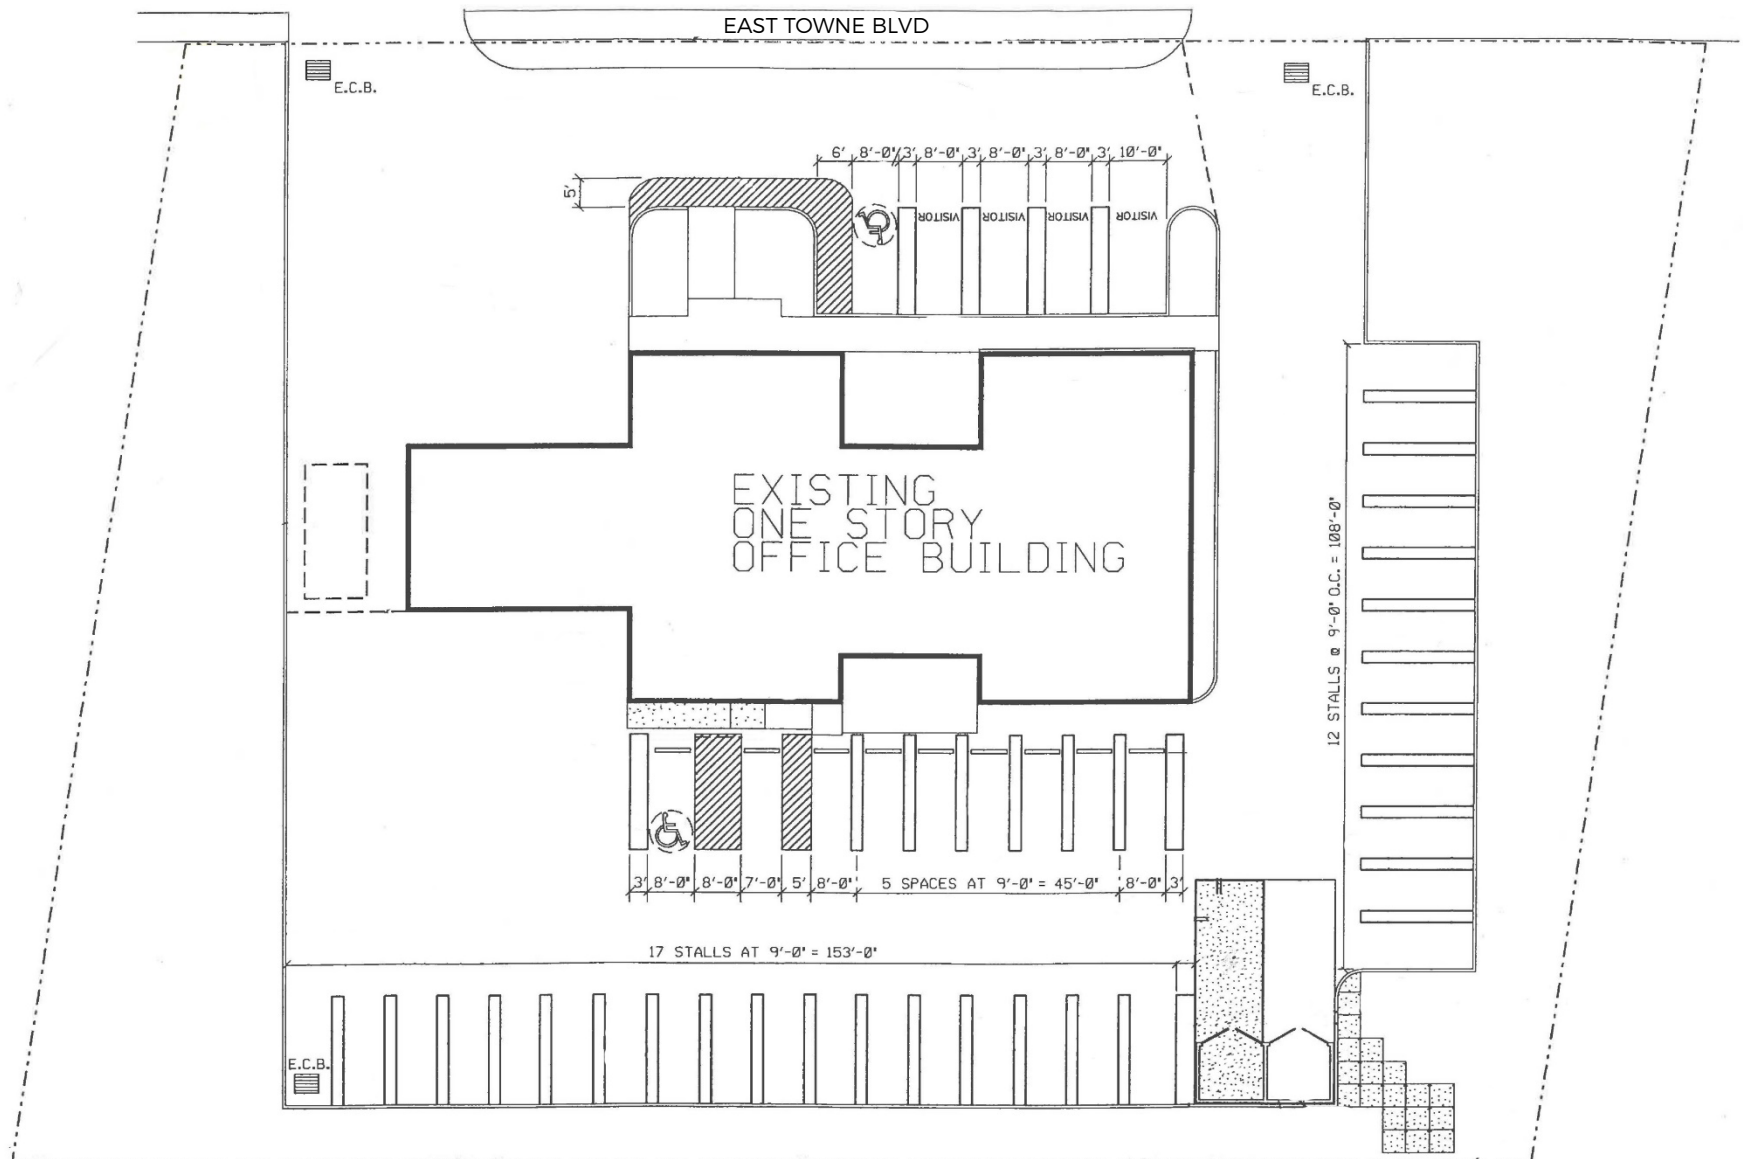 EAST TOWNE BLVD
E.C.B.
E.C.B.
6' 8'-0" 3' 8'-0" 3' 8'-0" 3' 8'-0" 3' 10'-0"
5'
VISITOR VISITOR VISITOR VISITOR
EXISTING
ONE STORY
OFFICE BUILDING
12 STALLS @ 9'-0" O.C. = 108'-0"
3' 8'-0" 8'-0" 7'-0" 5' 8'-0" 5 SPACES AT 9'-0" = 45'-0" 8'-0" 3'
17 STALLS AT 9'-0" = 153'-0"
E.C.B.